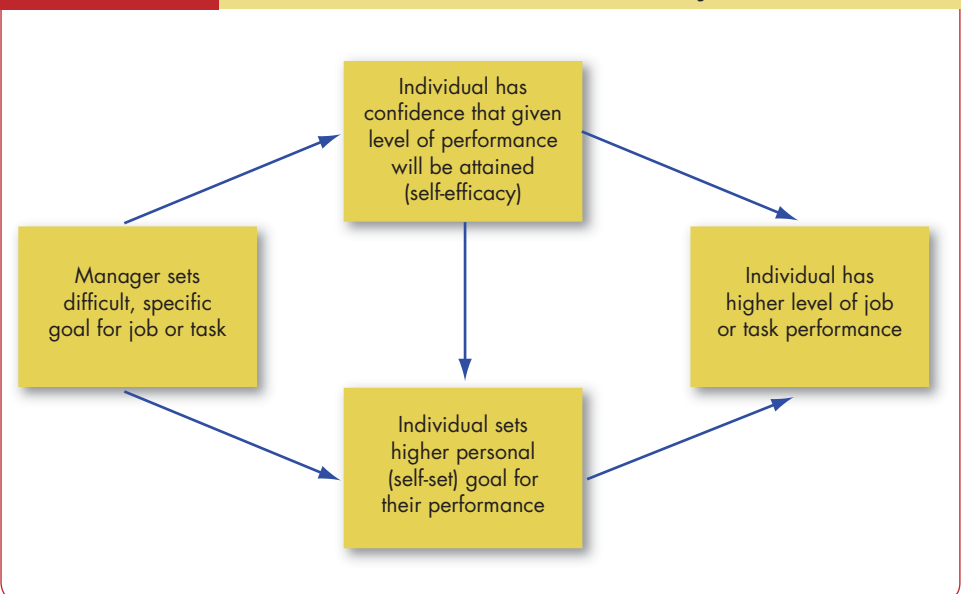 Individual has
confidence that given
level of performance
will be attained
(self-efficacy)
Manager sets
difficult, specific
goal for job or task
Individual has
higher level of job
or task performance
Individual sets
higher personal
(self-set) goal for
their performance